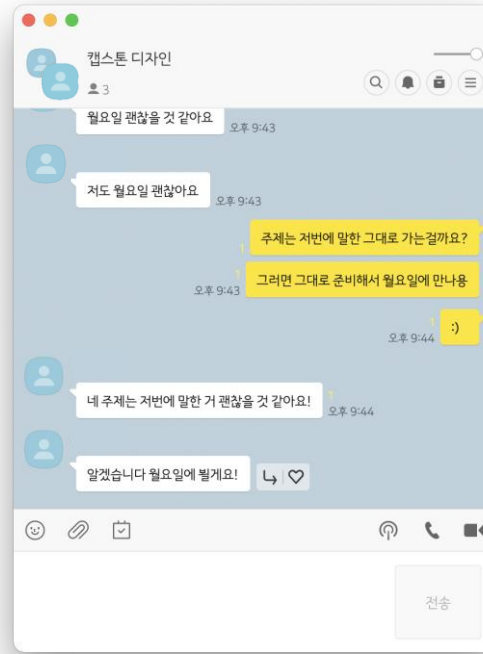 캡스톤 디자인
3
월요일 괜찮을 것 같아요
오후 9:43
저도 월요일 괜찮아요
오후 9:43
주제는 저번에 말한 그대로 가는걸까요?
1
그러면 그대로 준비해서 월요일에 만나용
1
오후 9:43
:)
1
오후 9:44
네 주제는 저번에 말한 거 괜찮을 것 같아요!
1
오후 9:44
알겠습니다 월요일에 뵐게요!
전송